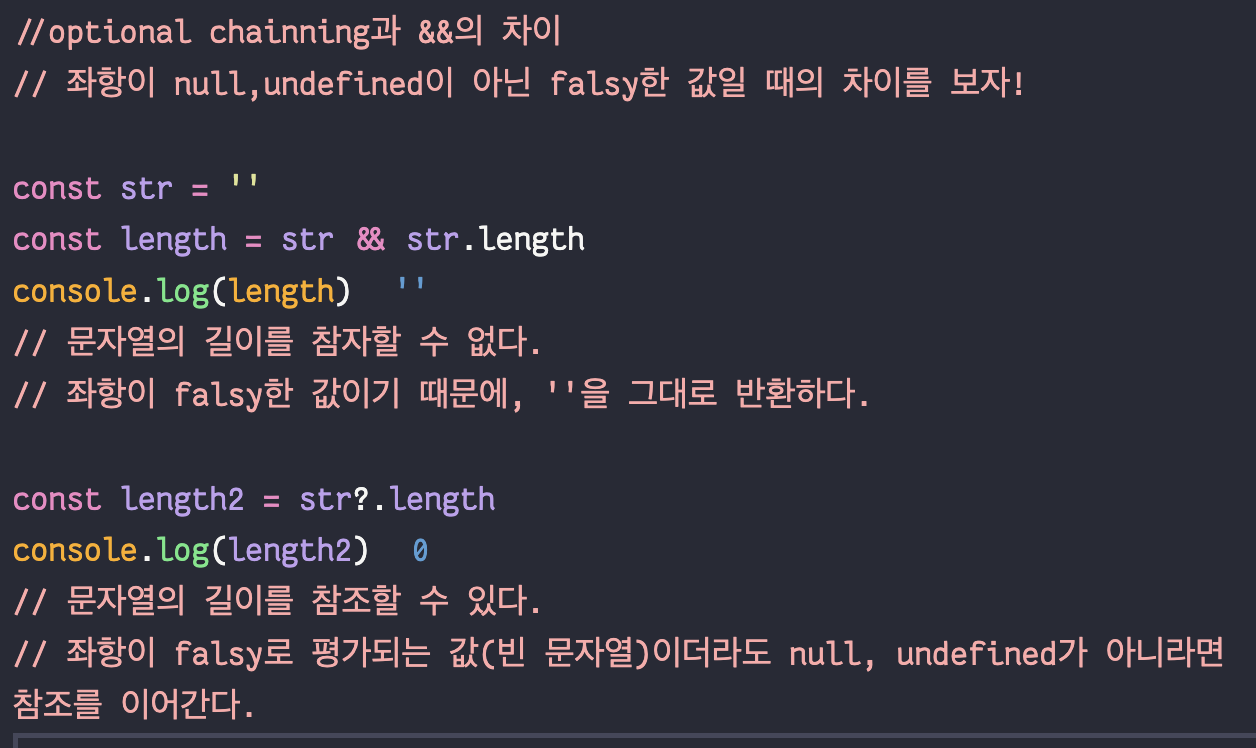 //optional chainning과 &&의 차이
// 좌항이 null,undefined이 아닌 falsy한 값일 때의 차이를 보자!
const str = ''
const length = str && str.length
console.log(length) ''
// 문자열의 길이를 참자할 수 없다.
// 좌항이 falsy한 값이기 때문에, ''을 그대로 반환하다.
const length2 = str?.length
console.log(length2) 0
// 문자열의 길이를 참조할 수 있다.
// 좌항이 falsy로 평가되는 값(빈 문자열)이더라도 null, undefined가 아니라면
참조를 이어간다.